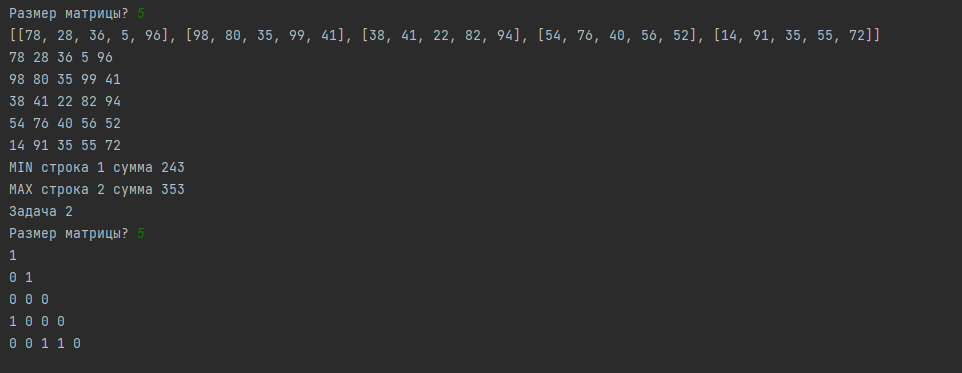 Размер матрицы? 5
[[78, 28, 36, 5, 96], [98, 80, 35, 99, 41], [38, 41, 22, 82, 94], [54, 76, 40, 56, 52], [14, 91, 35, 55, 72]]
78 28 36 5 96
98 80 35 99 41
38 41 22 82 94
54 76 40 56 52
14 91 35 55 72
MIN строка 1 сумма 243
MAX строка 2 сумма 353
Задача 2
Размер матрицы? 5
1
0 1
0 0 0
1 0 0 0
0 0 1 1 0